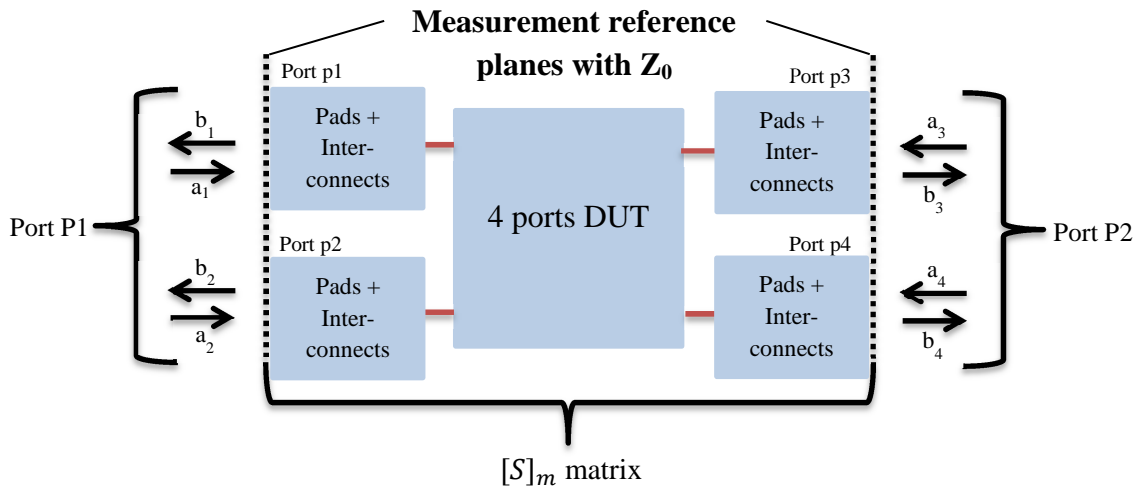 Measurement reference
planes with Z₀
Port p1
Port p3
Pads +
Inter-
connects
Pads +
Inter-
connects
b₁
a₁
a₃
b₃
4 ports DUT
Port P1
Port P2
Port p2
Port p4
Pads +
Inter-
connects
Pads +
Inter-
connects
b₂
a₂
a₄
b₄
[S]ₘ matrix